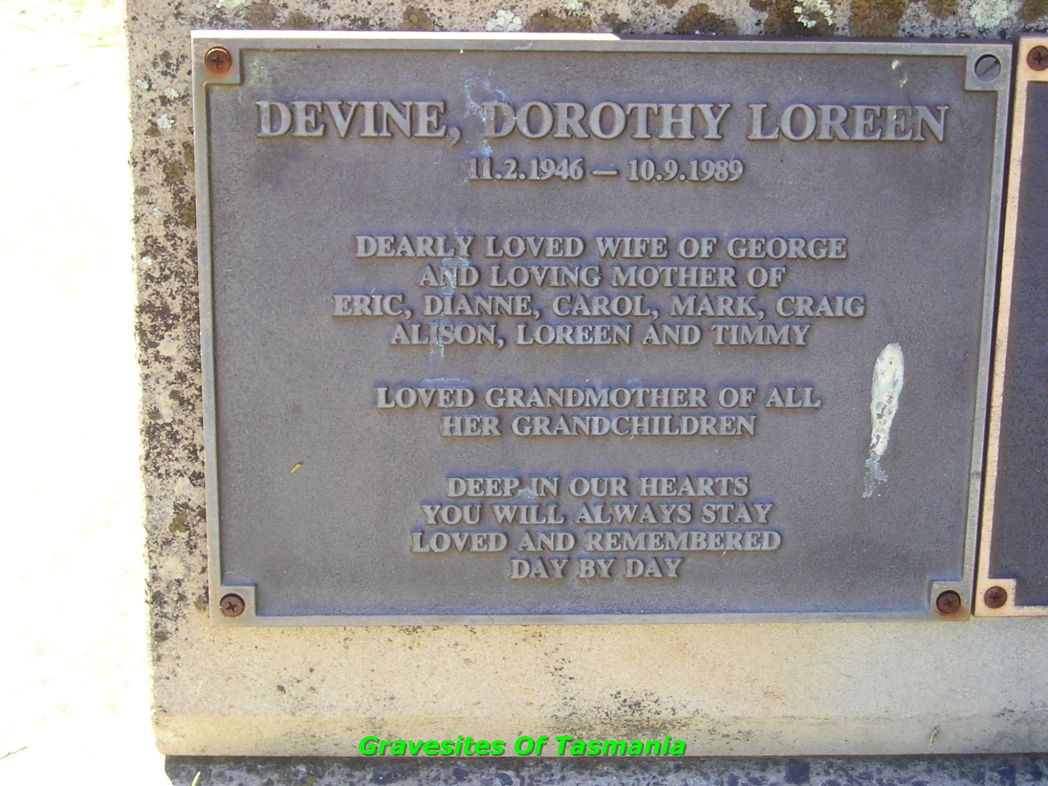 DEVINE, DOROTHY LOREEN
11.2.1946 — 10.9.1989
DEARLY LOVED WIFE OF GEORGE
AND LOVING MOTHER OF
ERIC, DIANNE, CAROL, MARK, CRAIG
ALISON, LOREEN AND TIMMY
LOVED GRANDMOTHER OF ALL
HER GRANDCHILDREN
DEEP IN OUR HEARTS
YOU WILL ALWAYS STAY
LOVED AND REMEMBERED
DAY BY DAY
Gravesites Of Tasmania